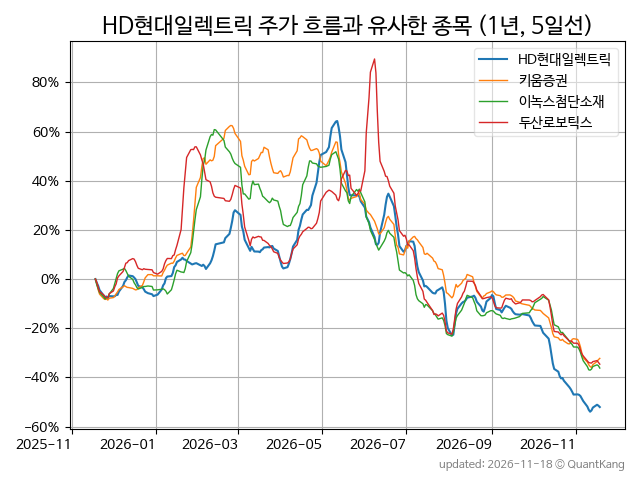 HD현대일렉트릭 주가 흐름과 유사한 종목 (1년, 5일선)
HD현대일렉트릭
키움증권
이녹스첨단소재
두산로보틱스
80%
60%
40%
20%
0%
−20%
−40%
−60%
2025-11 2026-01 2026-03 2026-05 2026-07 2026-09 2026-11
updated: 2026-11-18 © QuantKang